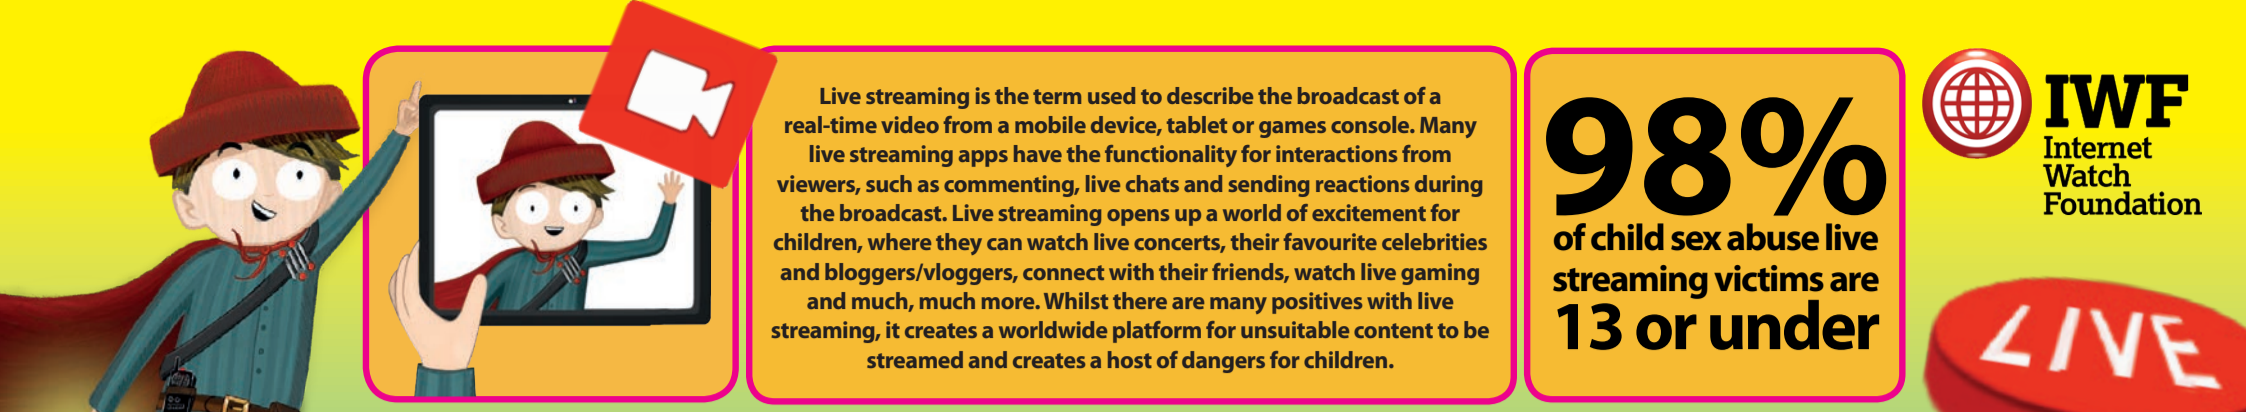 Live streaming is the term used to describe the broadcast of a
real-time video from a mobile device, tablet or games console. Many
live streaming apps have the functionality for interactions from
viewers, such as commenting, live chats and sending reactions during
the broadcast. Live streaming opens up a world of excitement for
children, where they can watch live concerts, their favourite celebrities
and bloggers/vloggers, connect with their friends, watch live gaming
and much, much more. Whilst there are many positives with live
streaming, it creates a worldwide platform for unsuitable content to be
streamed and creates a host of dangers for children.
98%
of child sex abuse live
streaming victims are
13 or under
IWF
Internet
Watch
Foundation
LIVE